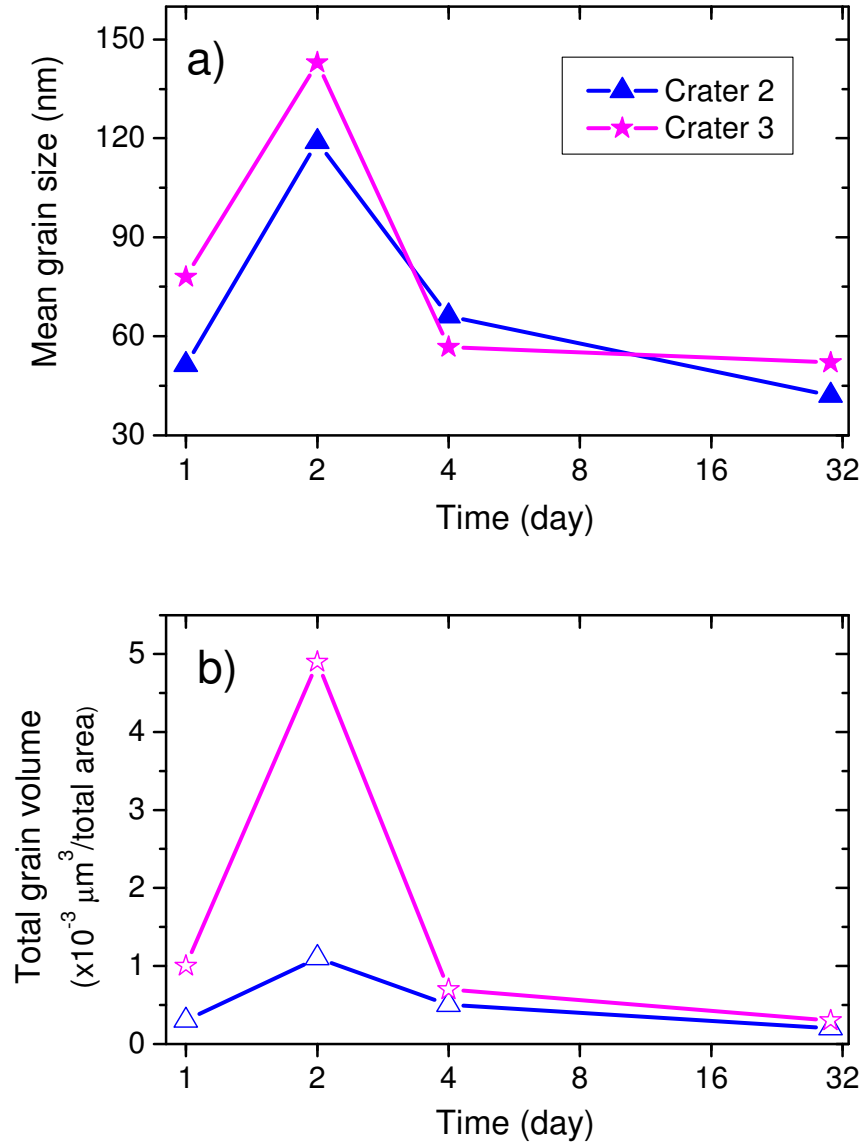 a)
Crater 2
Crater 3
Mean grain size (nm)
150
120
90
60
30
1 2 4 8 16 32
Time (day)
b)
Total grain volume
(x10⁻³ μm³/total area)
5
4
3
2
1
0
1 2 4 8 16 32
Time (day)